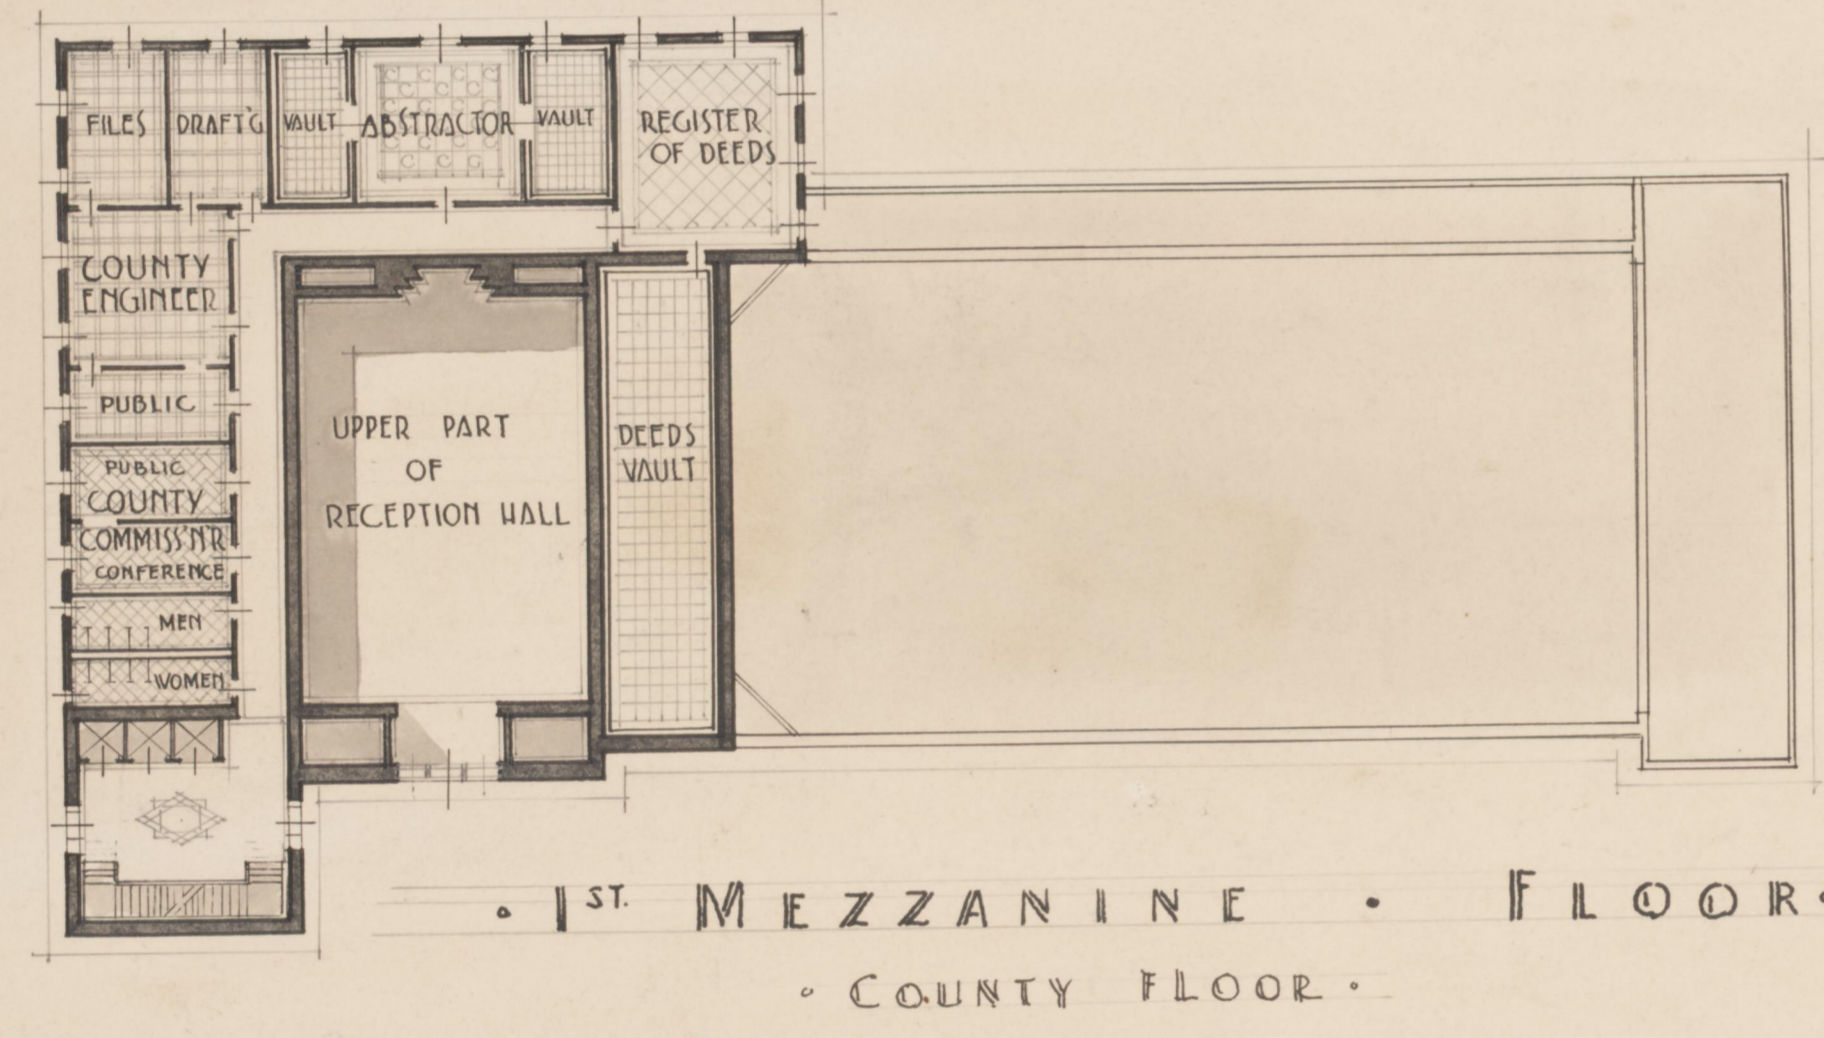 FILES
DRAFT'G
VAULT
ABSTRACTOR
VAULT
REGISTER
OF DEEDS
COUNTY
ENGINEER
PUBLIC
PUBLIC
COUNTY
COMMISS'N'R
CONFERENCE
MEN
WOMEN
UPPER PART
OF
RECEPTION HALL
DEEDS
VAULT
· 1ST. MEZZANINE · FLOOR ·
· COUNTY FLOOR ·